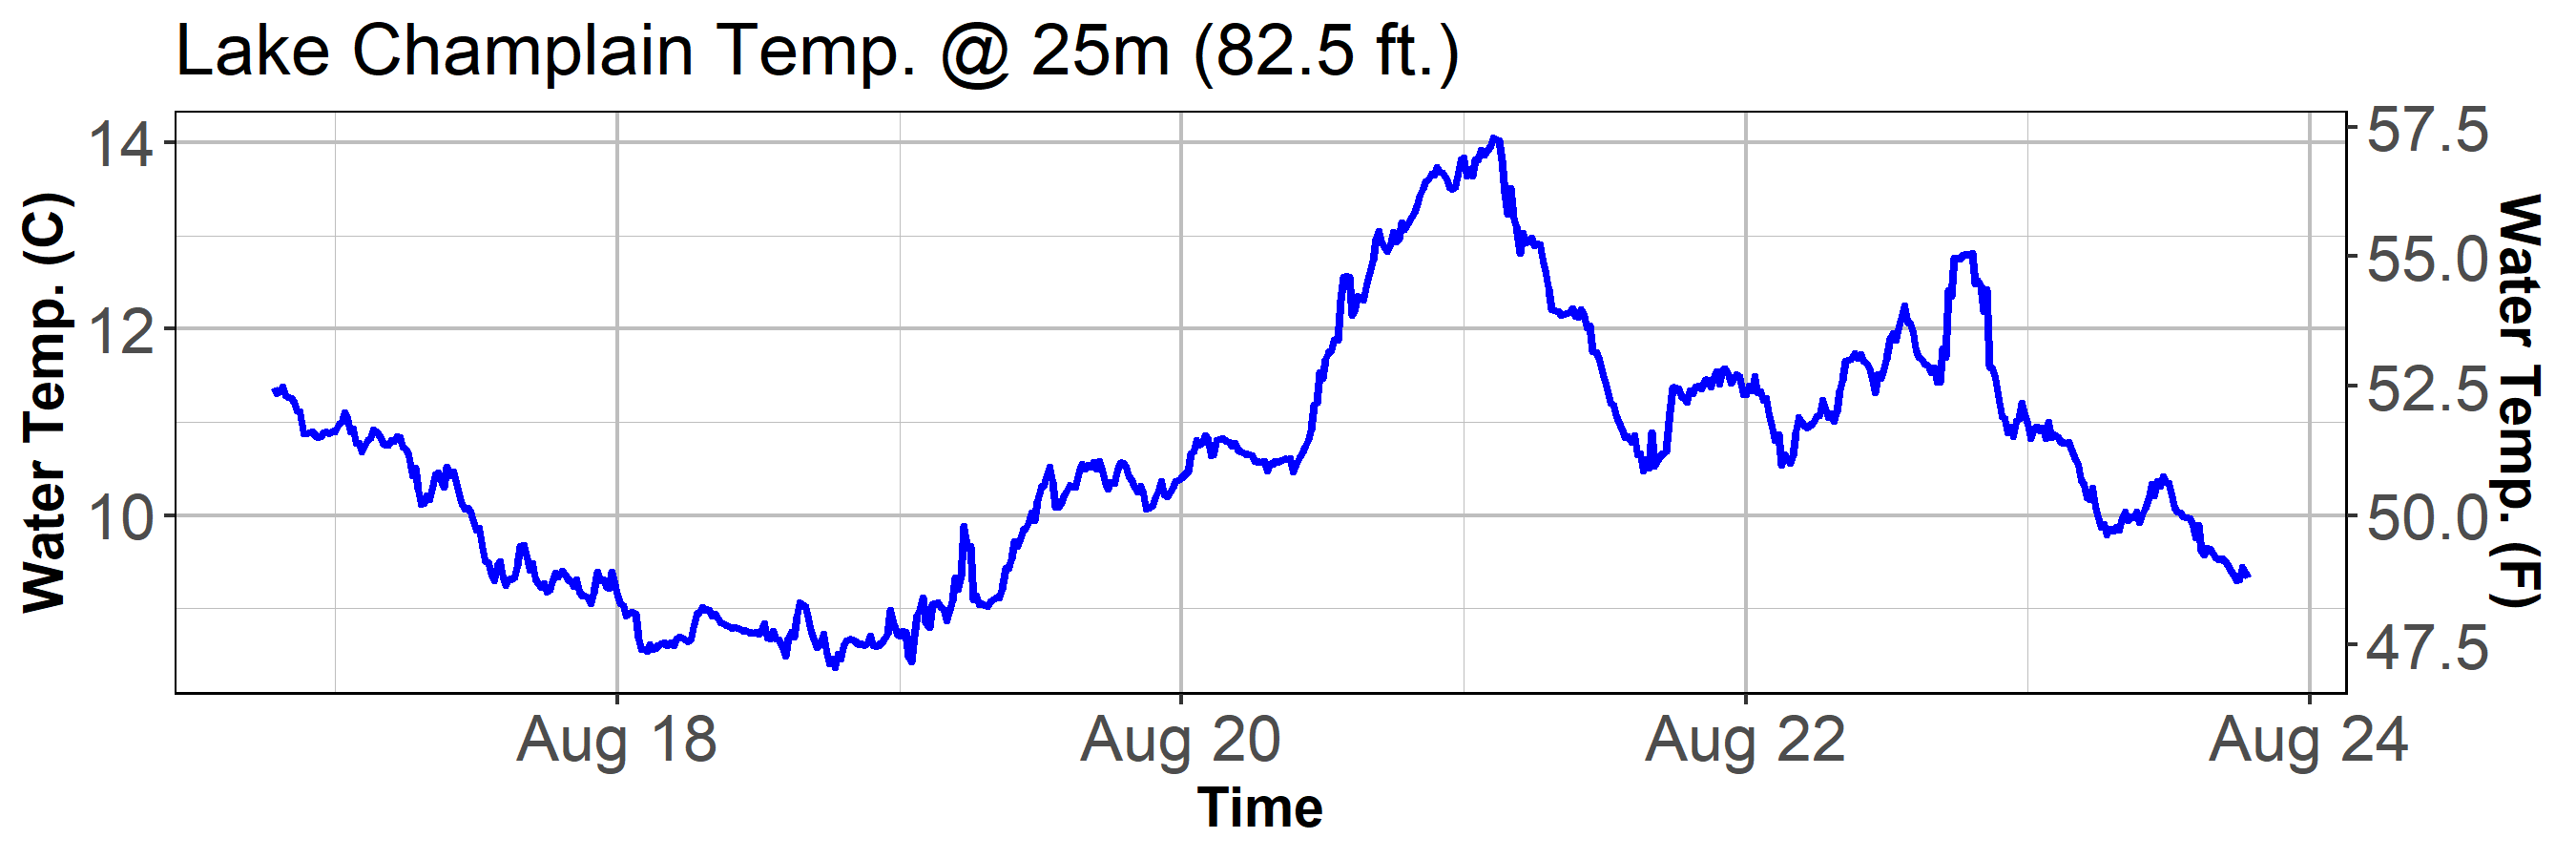 Lake Champlain Temp. @ 25m (82.5 ft.)
Water Temp. (C)
14
12
10
57.5
55.0
52.5
50.0
47.5
Water Temp. (F)
Aug 18 Aug 20 Aug 22 Aug 24
Time